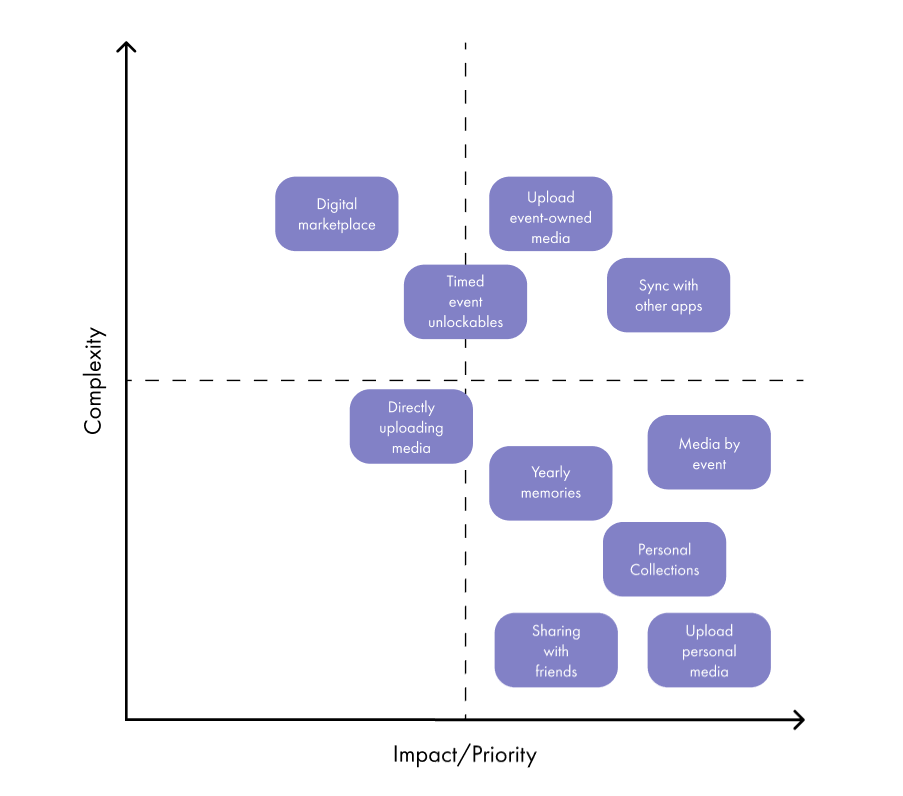 Digital
marketplace
Upload
event-owned
media
Timed
event
unlockables
Sync with
other apps
Complexity
Directly
uploading
media
Media by
event
Yearly
memories
Personal
Collections
Sharing
with
friends
Upload
personal
media
Impact/Priority